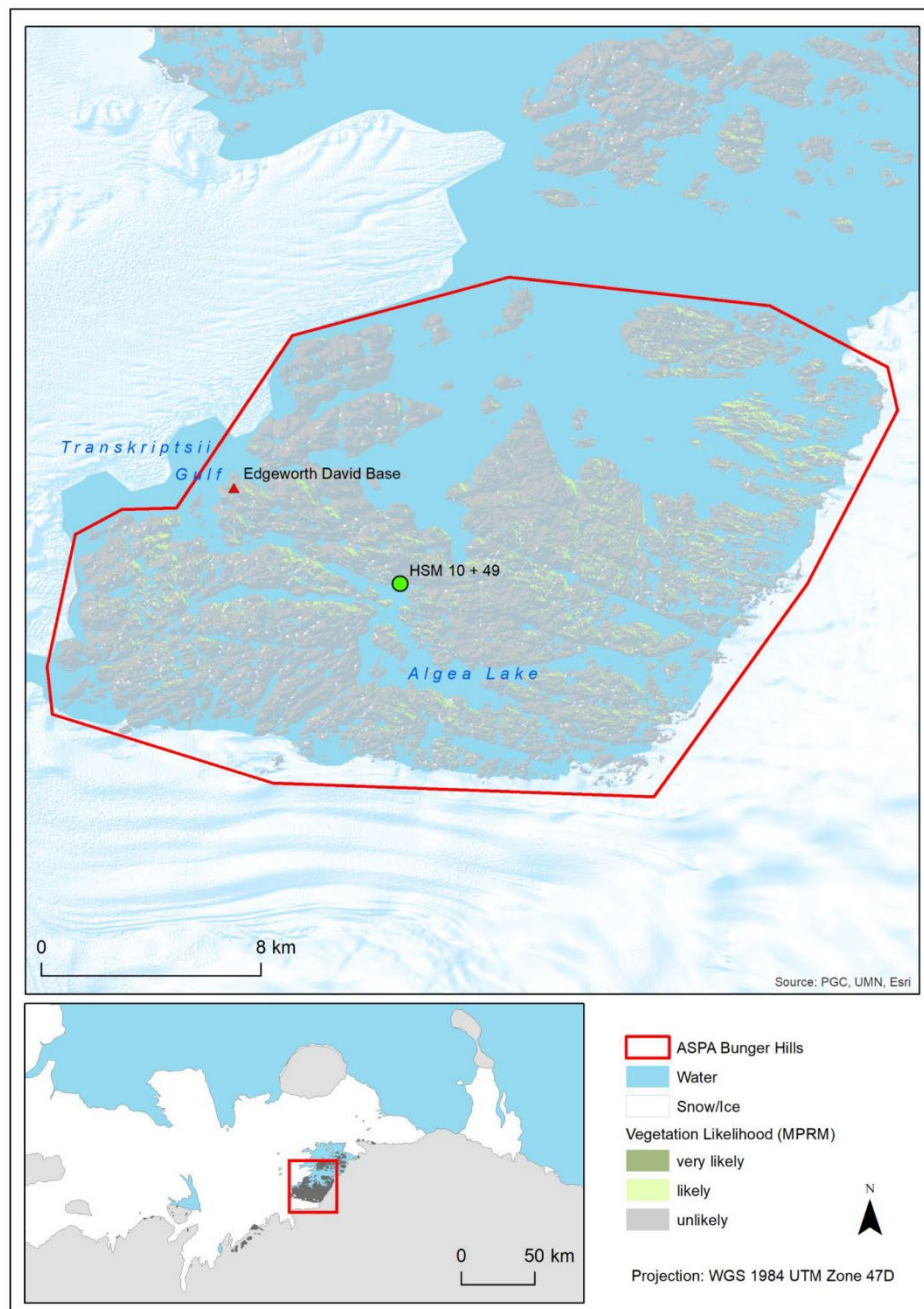 Transkriptsii
Gulf
Edgeworth David Base
HSM 10 + 49
Algea Lake
0 8 km
Source: PGC, UMN, Esri
ASPA Bunger Hills
Water
Snow/Ice
Vegetation Likelihood (MPRM)
very likely
likely
unlikely
N
0 50 km
Projection: WGS 1984 UTM Zone 47D